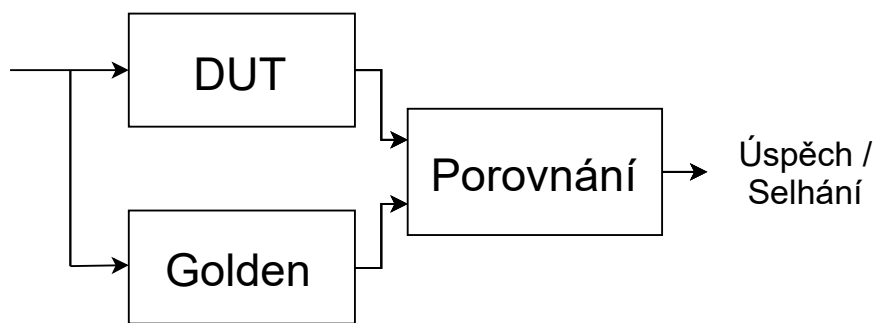 DUT
Porovnání
Úspěch /
Selhání
Golden